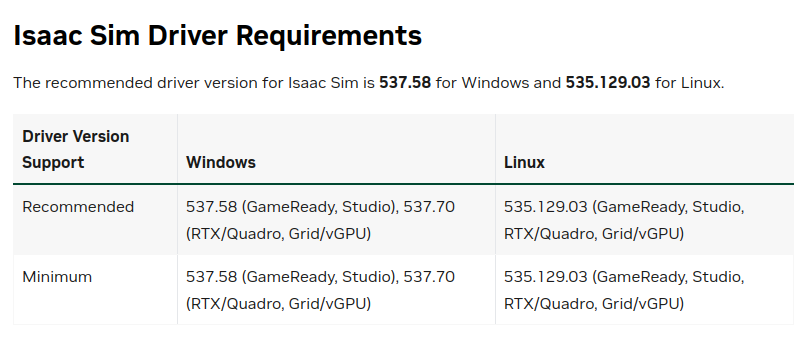 Isaac Sim Driver Requirements
The recommended driver version for Isaac Sim is 537.58 for Windows and 535.129.03 for Linux.
Driver Version
Support
Windows
Linux
Recommended
537.58 (GameReady, Studio), 537.70
(RTX/Quadro, Grid/vGPU)
535.129.03 (GameReady, Studio,
RTX/Quadro, Grid/vGPU)
Minimum
537.58 (GameReady, Studio), 537.70
(RTX/Quadro, Grid/vGPU)
535.129.03 (GameReady, Studio,
RTX/Quadro, Grid/vGPU)